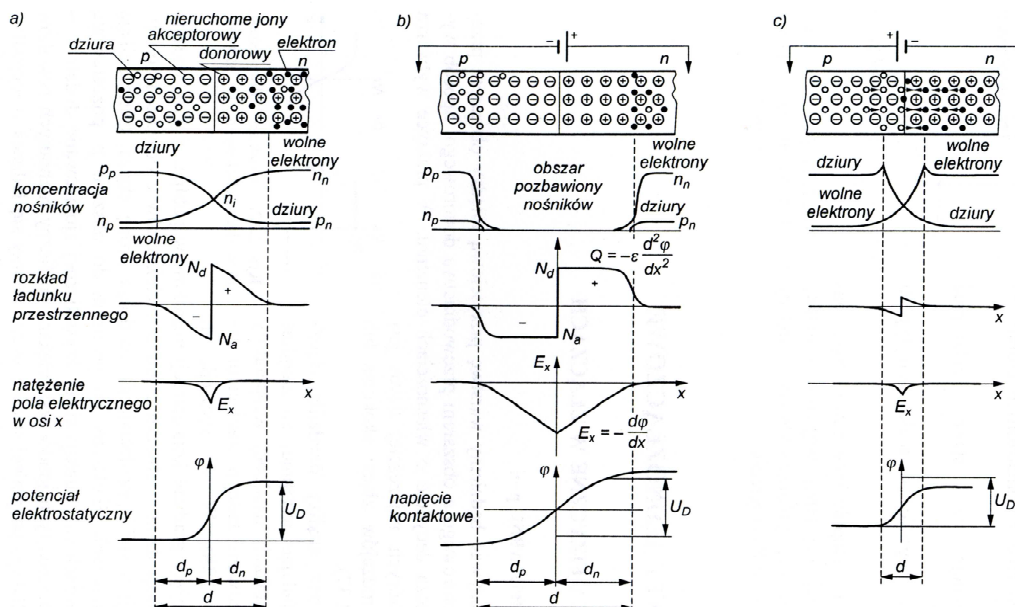 a)
nieruchome jony
dziura
akceptorowy
elektron
donorowy
p
n
dziury
wolne
elektrony
koncentracja
nośników
p_p
n_n
n_i
n_p
dziury
p_n
wolne
elektrony
rozkład
ładunku
przestrzennego
N_d
+
−
N_a
natężenie
pola elektrycznego
w osi x
E_x
x
potencjał
elektrostatyczny
φ
U_D
d_p
d_n
d
b)
− +
p
n
wolne
elektrony
obszar
pozbawiony
nośników
p_p
n_n
n_p
p_n
Q = −ε d²φ/dx²
N_d
+
−
N_a
E_x
x
E_x = − dφ/dx
φ
napięcie
kontaktowe
U_D
d_p
d_n
d
c)
+ −
p
n
dziury
wolne
elektrony
wolne
elektrony
dziury
x
x
E_x
φ
U_D
d